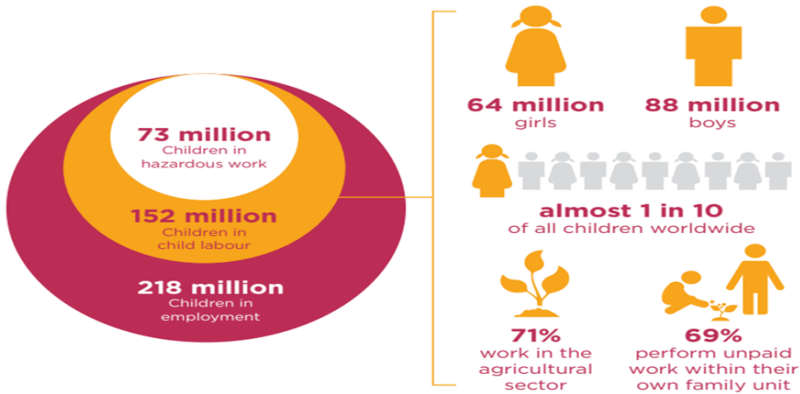 73 million
Children in
hazardous work
152 million
Children in
child labour
218 million
Children in
employment
64 million
girls
88 million
boys
almost 1 in 10
of all children worldwide
71%
work in the
agricultural
sector
69%
perform unpaid
work within their
own family unit